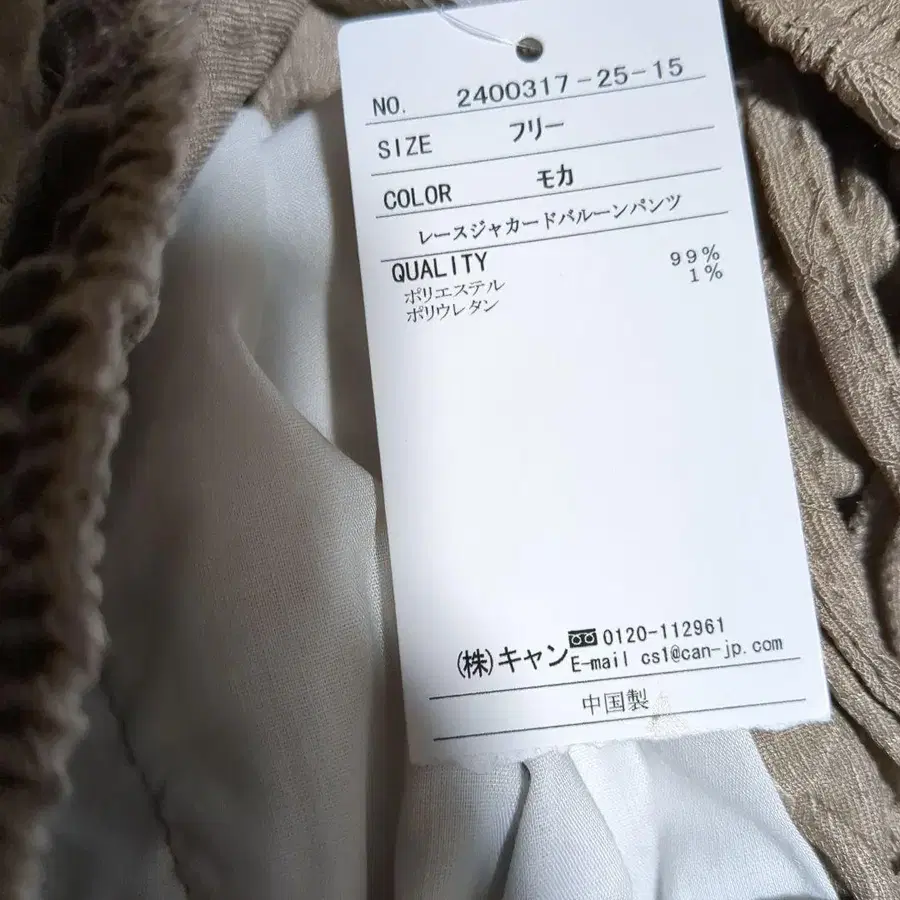 NO. 2400317-25-15
SIZE フリー
COLOR モカ
レースジャカードバルーンパンツ
QUALITY
ポリエステル 99%
ポリウレタン 1%
(株)キャン 0120-112961
E-mail cs1@can-jp.com
中国製